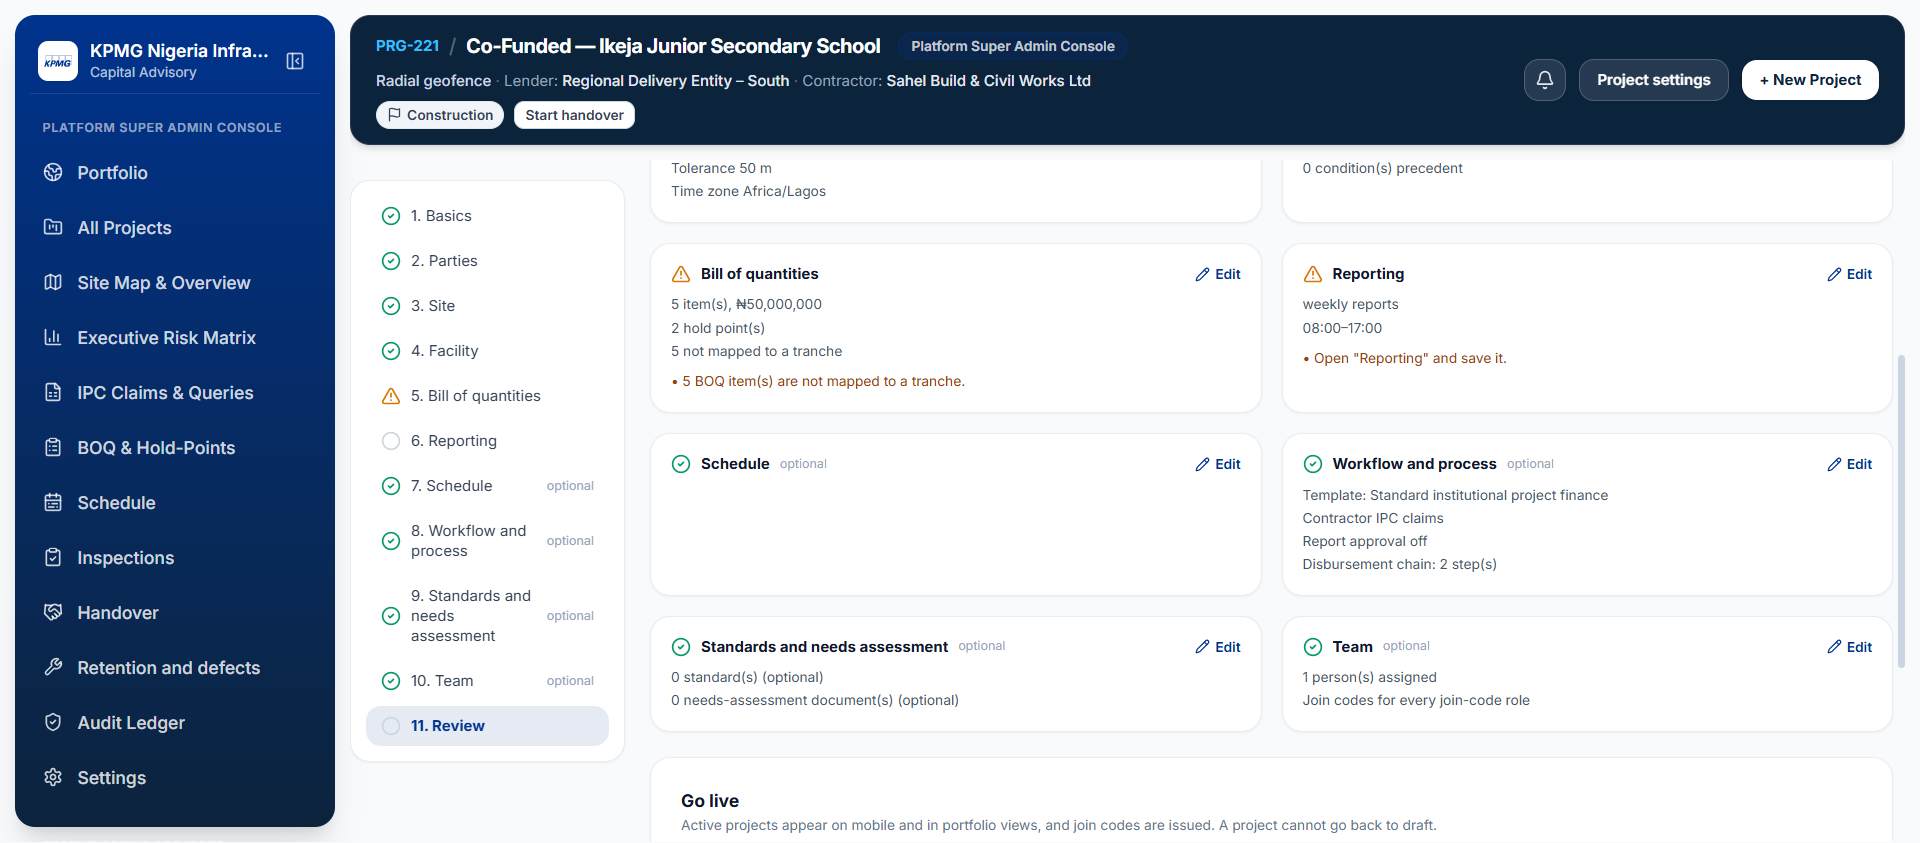 KPMG
KPMG Nigeria Infra...
Capital Advisory
PLATFORM SUPER ADMIN CONSOLE
Portfolio
All Projects
Site Map & Overview
Executive Risk Matrix
IPC Claims & Queries
BOQ & Hold-Points
Schedule
Inspections
Handover
Retention and defects
Audit Ledger
Settings
PRG-221 / Co-Funded — Ikeja Junior Secondary School Platform Super Admin Console
Radial geofence · Lender: Regional Delivery Entity – South · Contractor: Sahel Build & Civil Works Ltd
Construction Start handover
Project settings
+ New Project
1. Basics
2. Parties
3. Site
4. Facility
5. Bill of quantities
6. Reporting
7. Schedule optional
8. Workflow and
process
optional
9. Standards and
needs
assessment
optional
10. Team optional
11. Review
Tolerance 50 m
Time zone Africa/Lagos
0 condition(s) precedent
Bill of quantities Edit
5 item(s), ₦50,000,000
2 hold point(s)
5 not mapped to a tranche
• 5 BOQ item(s) are not mapped to a tranche.
Reporting Edit
weekly reports
08:00–17:00
• Open "Reporting" and save it.
Schedule optional Edit
Workflow and process optional Edit
Template: Standard institutional project finance
Contractor IPC claims
Report approval off
Disbursement chain: 2 step(s)
Standards and needs assessment optional Edit
0 standard(s) (optional)
0 needs-assessment document(s) (optional)
Team optional Edit
1 person(s) assigned
Join codes for every join-code role
Go live
Active projects appear on mobile and in portfolio views, and join codes are issued. A project cannot go back to draft.